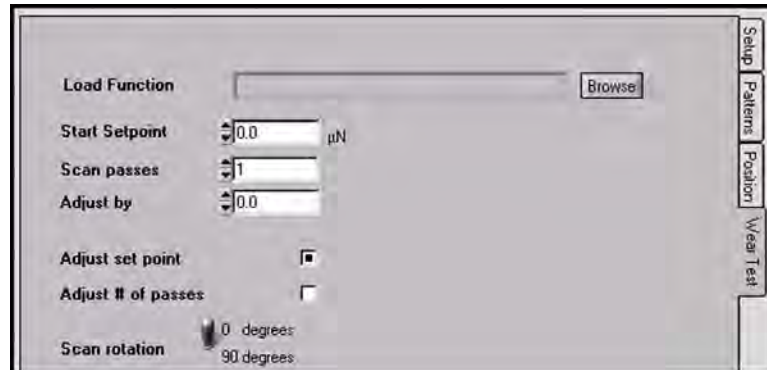 Load Function Browse
Start Setpoint 0.0 µN
Scan passes 1
Adjust by 0.0
Adjust set point
Adjust # of passes
Scan rotation 0 degrees
90 degrees
Setup
Patterns
Position
Wear Test